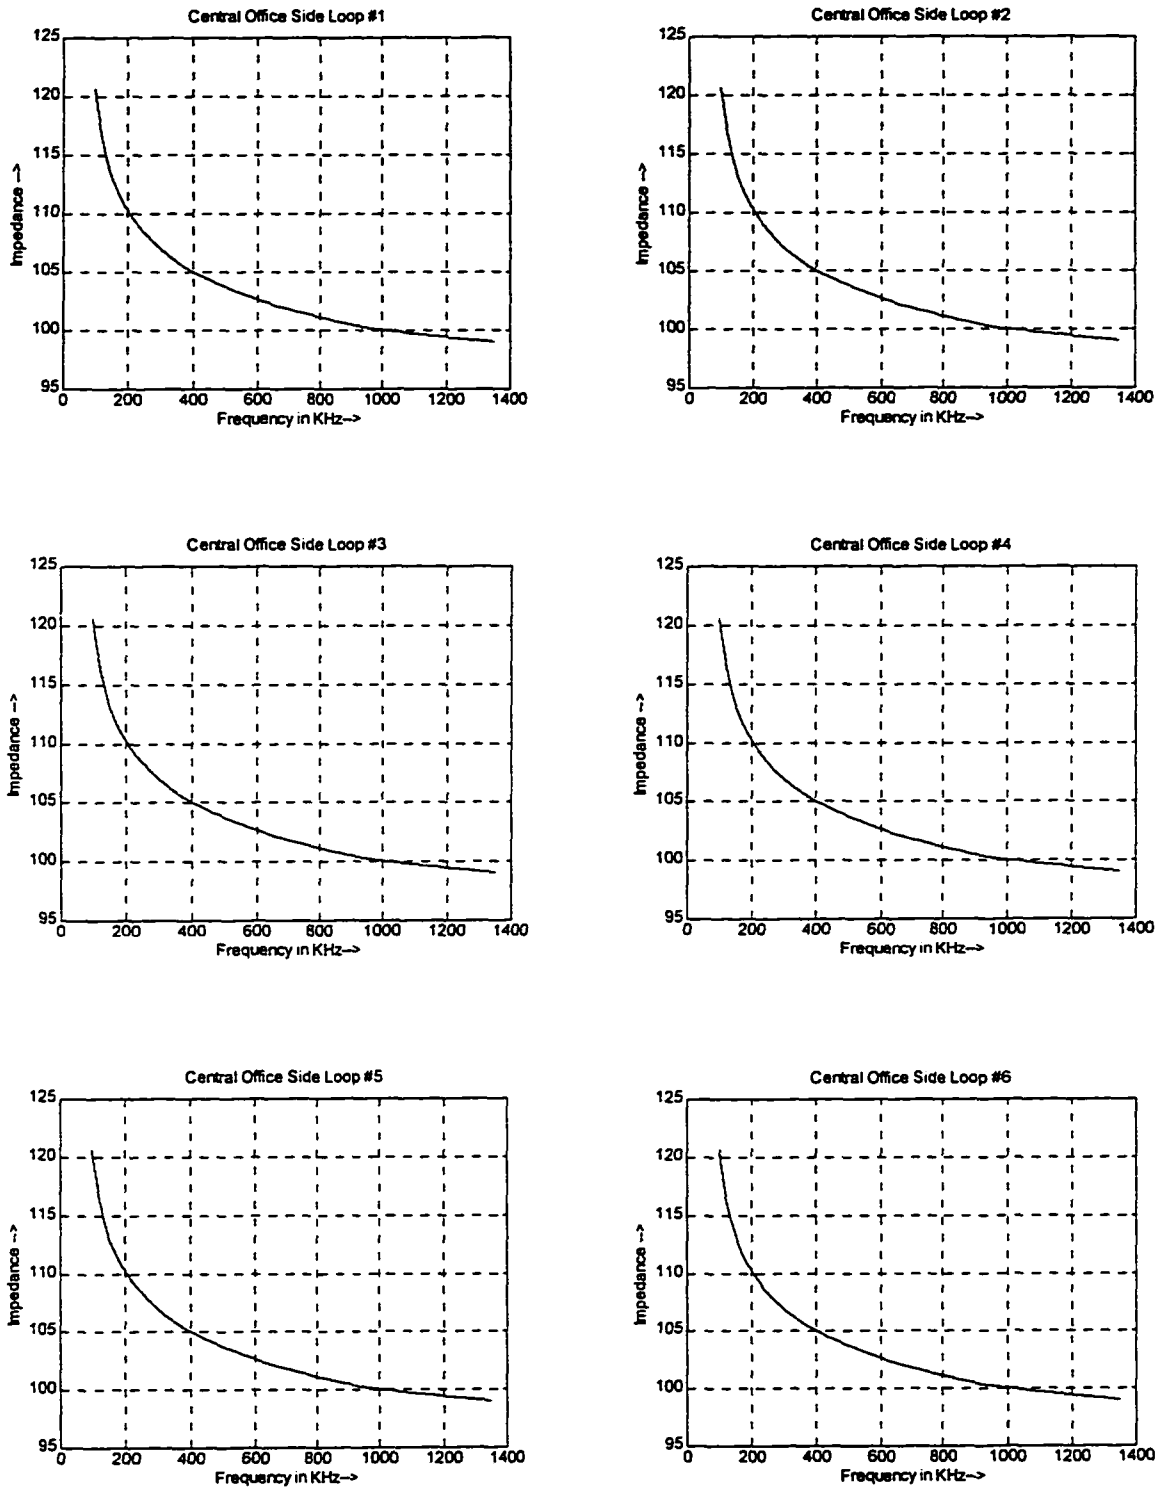 Central Office Side Loop #1
125
120
115
110
105
100
95
Impedance -->
0 200 400 600 800 1000 1200 1400
Frequency in KHz-->
Central Office Side Loop #2
125
120
115
110
105
100
95
Impedance -->
0 200 400 600 800 1000 1200 1400
Frequency in KHz-->
Central Office Side Loop #3
125
120
115
110
105
100
95
Impedance -->
0 200 400 600 800 1000 1200 1400
Frequency in KHz-->
Central Office Side Loop #4
125
120
115
110
105
100
95
Impedance -->
0 200 400 600 800 1000 1200 1400
Frequency in KHz-->
Central Office Side Loop #5
125
120
115
110
105
100
95
Impedance -->
0 200 400 600 800 1000 1200 1400
Frequency in KHz-->
Central Office Side Loop #6
125
120
115
110
105
100
95
Impedance -->
0 200 400 600 800 1000 1200 1400
Frequency in KHz-->